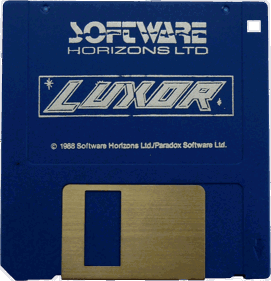 SOFTWARE
HORIZONS LTD
LUXOR
© 1988 Software Horizons Ltd./Paradox Software Ltd.